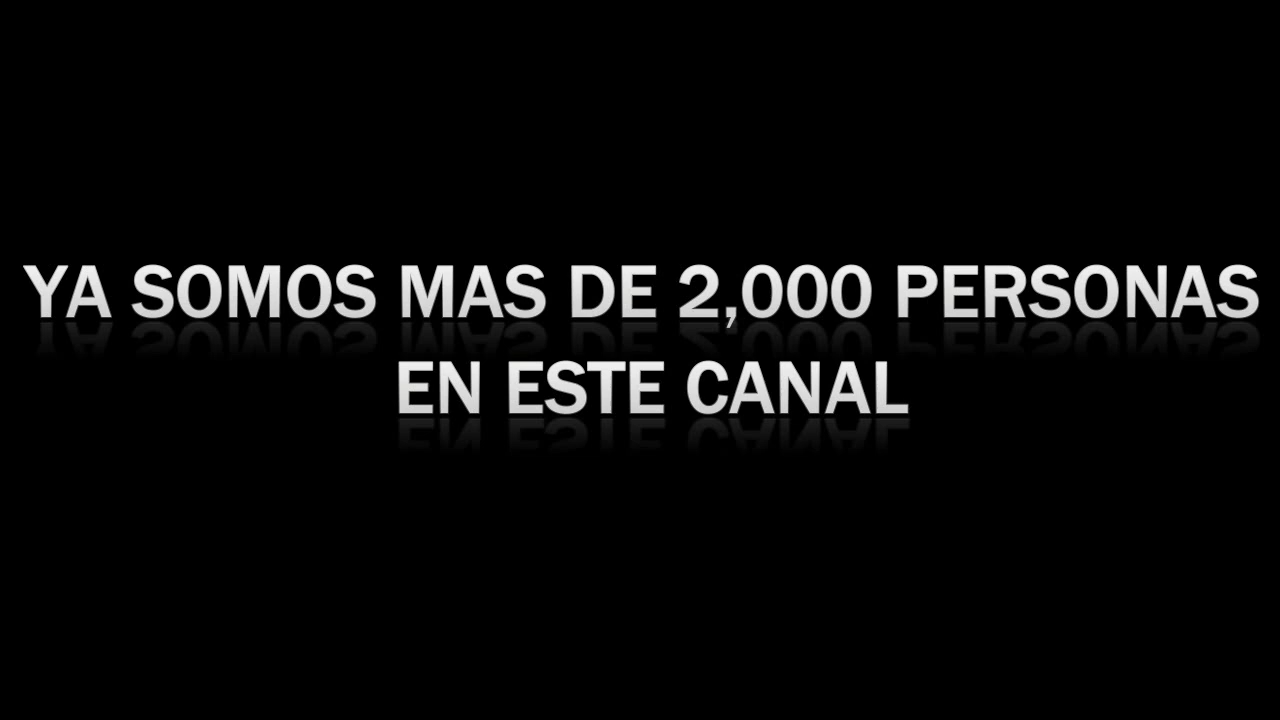 YA SOMOS MAS DE 2,000 PERSONAS
EN ESTE CANAL